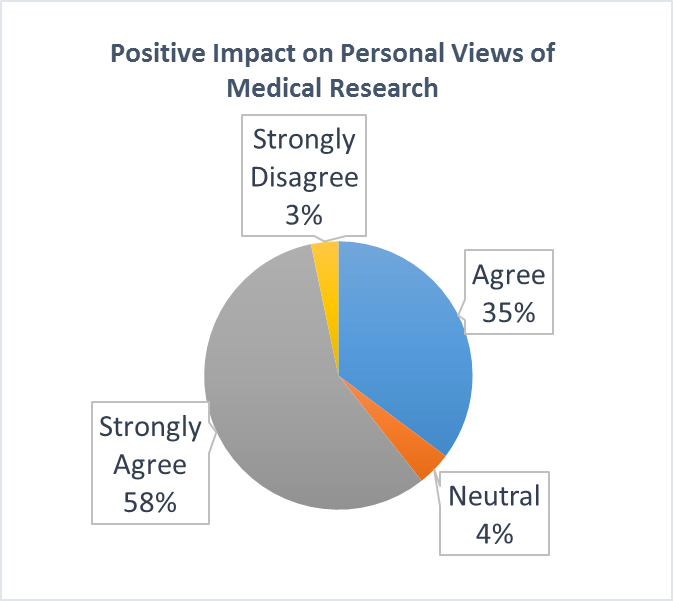 Positive Impact on Personal Views of
Medical Research
Strongly
Disagree
3%
Agree
35%
Strongly
Agree
58%
Neutral
4%